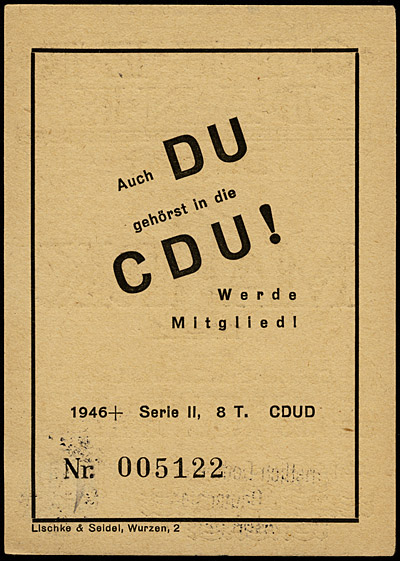 Auch DU
gehörst in die
CDU!
Werde
Mitglied!
1946+ Serie II, 8 T. CDUD
Nr. 005122
Lischke & Seidel, Wurzen, 2